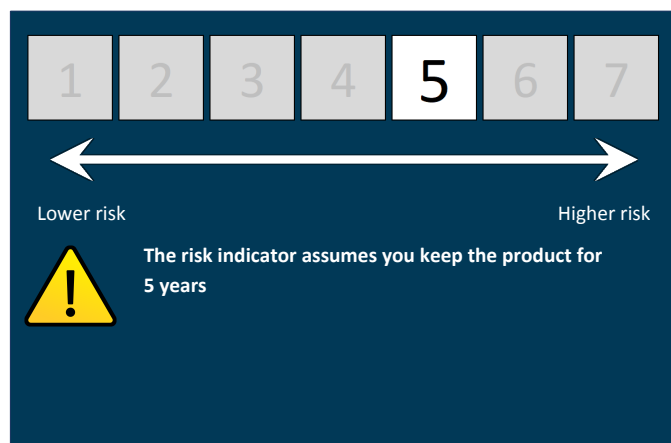 1 2 3 4 5 6 7
Lower risk Higher risk
The risk indicator assumes you keep the product for
5 years